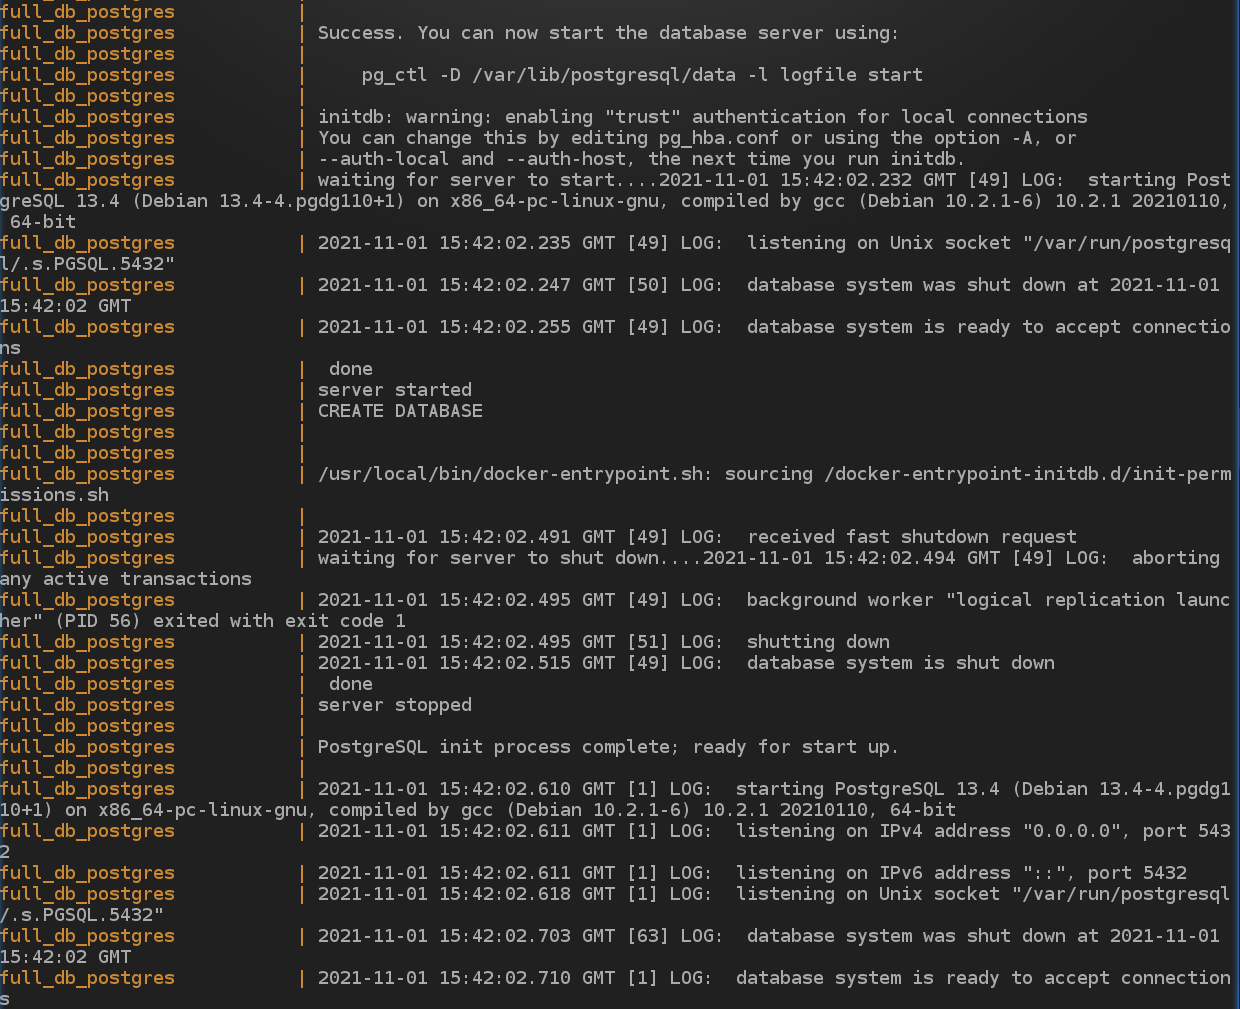 full_db_postgres            |
full_db_postgres            | Success. You can now start the database server using:
full_db_postgres            |
full_db_postgres            |     pg_ctl -D /var/lib/postgresql/data -l logfile start
full_db_postgres            |
full_db_postgres            | initdb: warning: enabling "trust" authentication for local connections
full_db_postgres            | You can change this by editing pg_hba.conf or using the option -A, or
full_db_postgres            | --auth-local and --auth-host, the next time you run initdb.
full_db_postgres            | waiting for server to start....2021-11-01 15:42:02.232 GMT [49] LOG:  starting Post
greSQL 13.4 (Debian 13.4-4.pgdg110+1) on x86_64-pc-linux-gnu, compiled by gcc (Debian 10.2.1-6) 10.2.1 20210110,
 64-bit
full_db_postgres            | 2021-11-01 15:42:02.235 GMT [49] LOG:  listening on Unix socket "/var/run/postgresq
l/.s.PGSQL.5432"
full_db_postgres            | 2021-11-01 15:42:02.247 GMT [50] LOG:  database system was shut down at 2021-11-01
15:42:02 GMT
full_db_postgres            | 2021-11-01 15:42:02.255 GMT [49] LOG:  database system is ready to accept connectio
ns
full_db_postgres            |  done
full_db_postgres            | server started
full_db_postgres            | CREATE DATABASE
full_db_postgres            |
full_db_postgres            |
full_db_postgres            | /usr/local/bin/docker-entrypoint.sh: sourcing /docker-entrypoint-initdb.d/init-perm
issions.sh
full_db_postgres            |
full_db_postgres            | 2021-11-01 15:42:02.491 GMT [49] LOG:  received fast shutdown request
full_db_postgres            | waiting for server to shut down....2021-11-01 15:42:02.494 GMT [49] LOG:  aborting
any active transactions
full_db_postgres            | 2021-11-01 15:42:02.495 GMT [49] LOG:  background worker "logical replication launc
her" (PID 56) exited with exit code 1
full_db_postgres            | 2021-11-01 15:42:02.495 GMT [51] LOG:  shutting down
full_db_postgres            | 2021-11-01 15:42:02.515 GMT [49] LOG:  database system is shut down
full_db_postgres            |  done
full_db_postgres            | server stopped
full_db_postgres            |
full_db_postgres            | PostgreSQL init process complete; ready for start up.
full_db_postgres            |
full_db_postgres            | 2021-11-01 15:42:02.610 GMT [1] LOG:  starting PostgreSQL 13.4 (Debian 13.4-4.pgdg1
10+1) on x86_64-pc-linux-gnu, compiled by gcc (Debian 10.2.1-6) 10.2.1 20210110, 64-bit
full_db_postgres            | 2021-11-01 15:42:02.611 GMT [1] LOG:  listening on IPv4 address "0.0.0.0", port 543
2
full_db_postgres            | 2021-11-01 15:42:02.611 GMT [1] LOG:  listening on IPv6 address "::", port 5432
full_db_postgres            | 2021-11-01 15:42:02.618 GMT [1] LOG:  listening on Unix socket "/var/run/postgresql
/.s.PGSQL.5432"
full_db_postgres            | 2021-11-01 15:42:02.703 GMT [63] LOG:  database system was shut down at 2021-11-01
15:42:02 GMT
full_db_postgres            | 2021-11-01 15:42:02.710 GMT [1] LOG:  database system is ready to accept connection
s